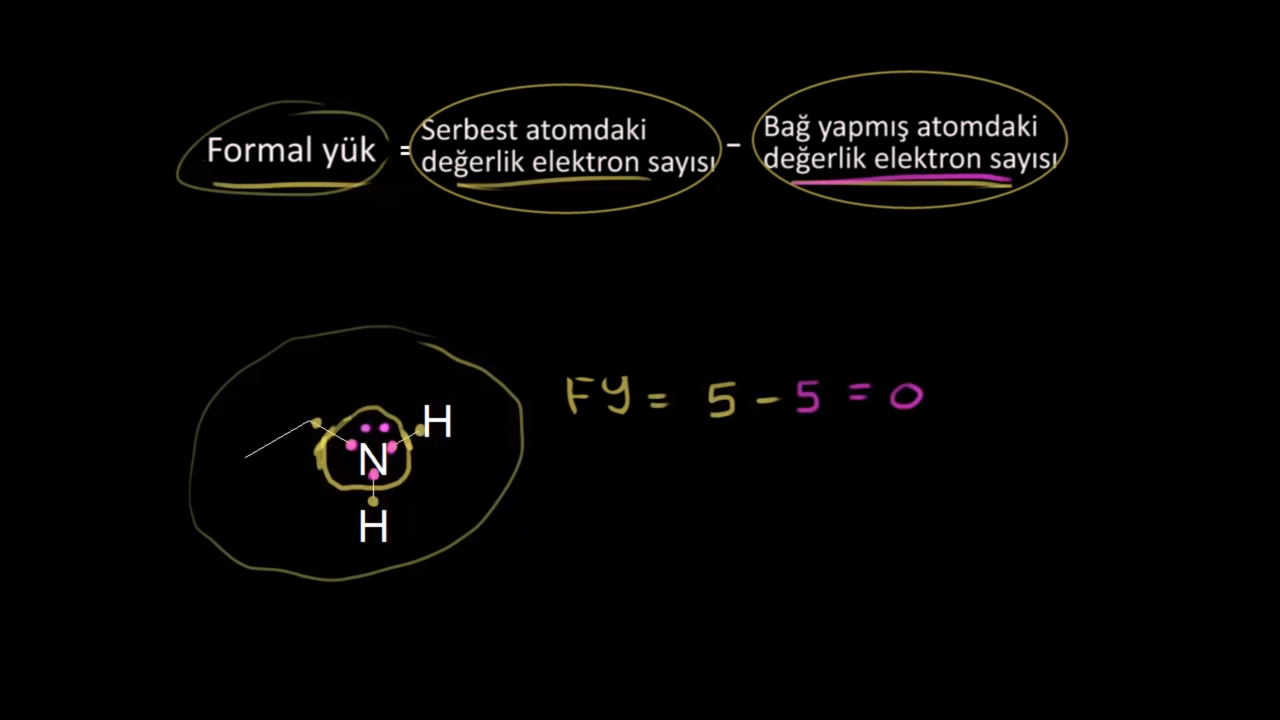 Formal yük = Serbest atomdaki değerlik elektron sayısı - Bağ yapmış atomdaki değerlik elektron sayısı
FY = 5 - 5 = 0
H
N
H